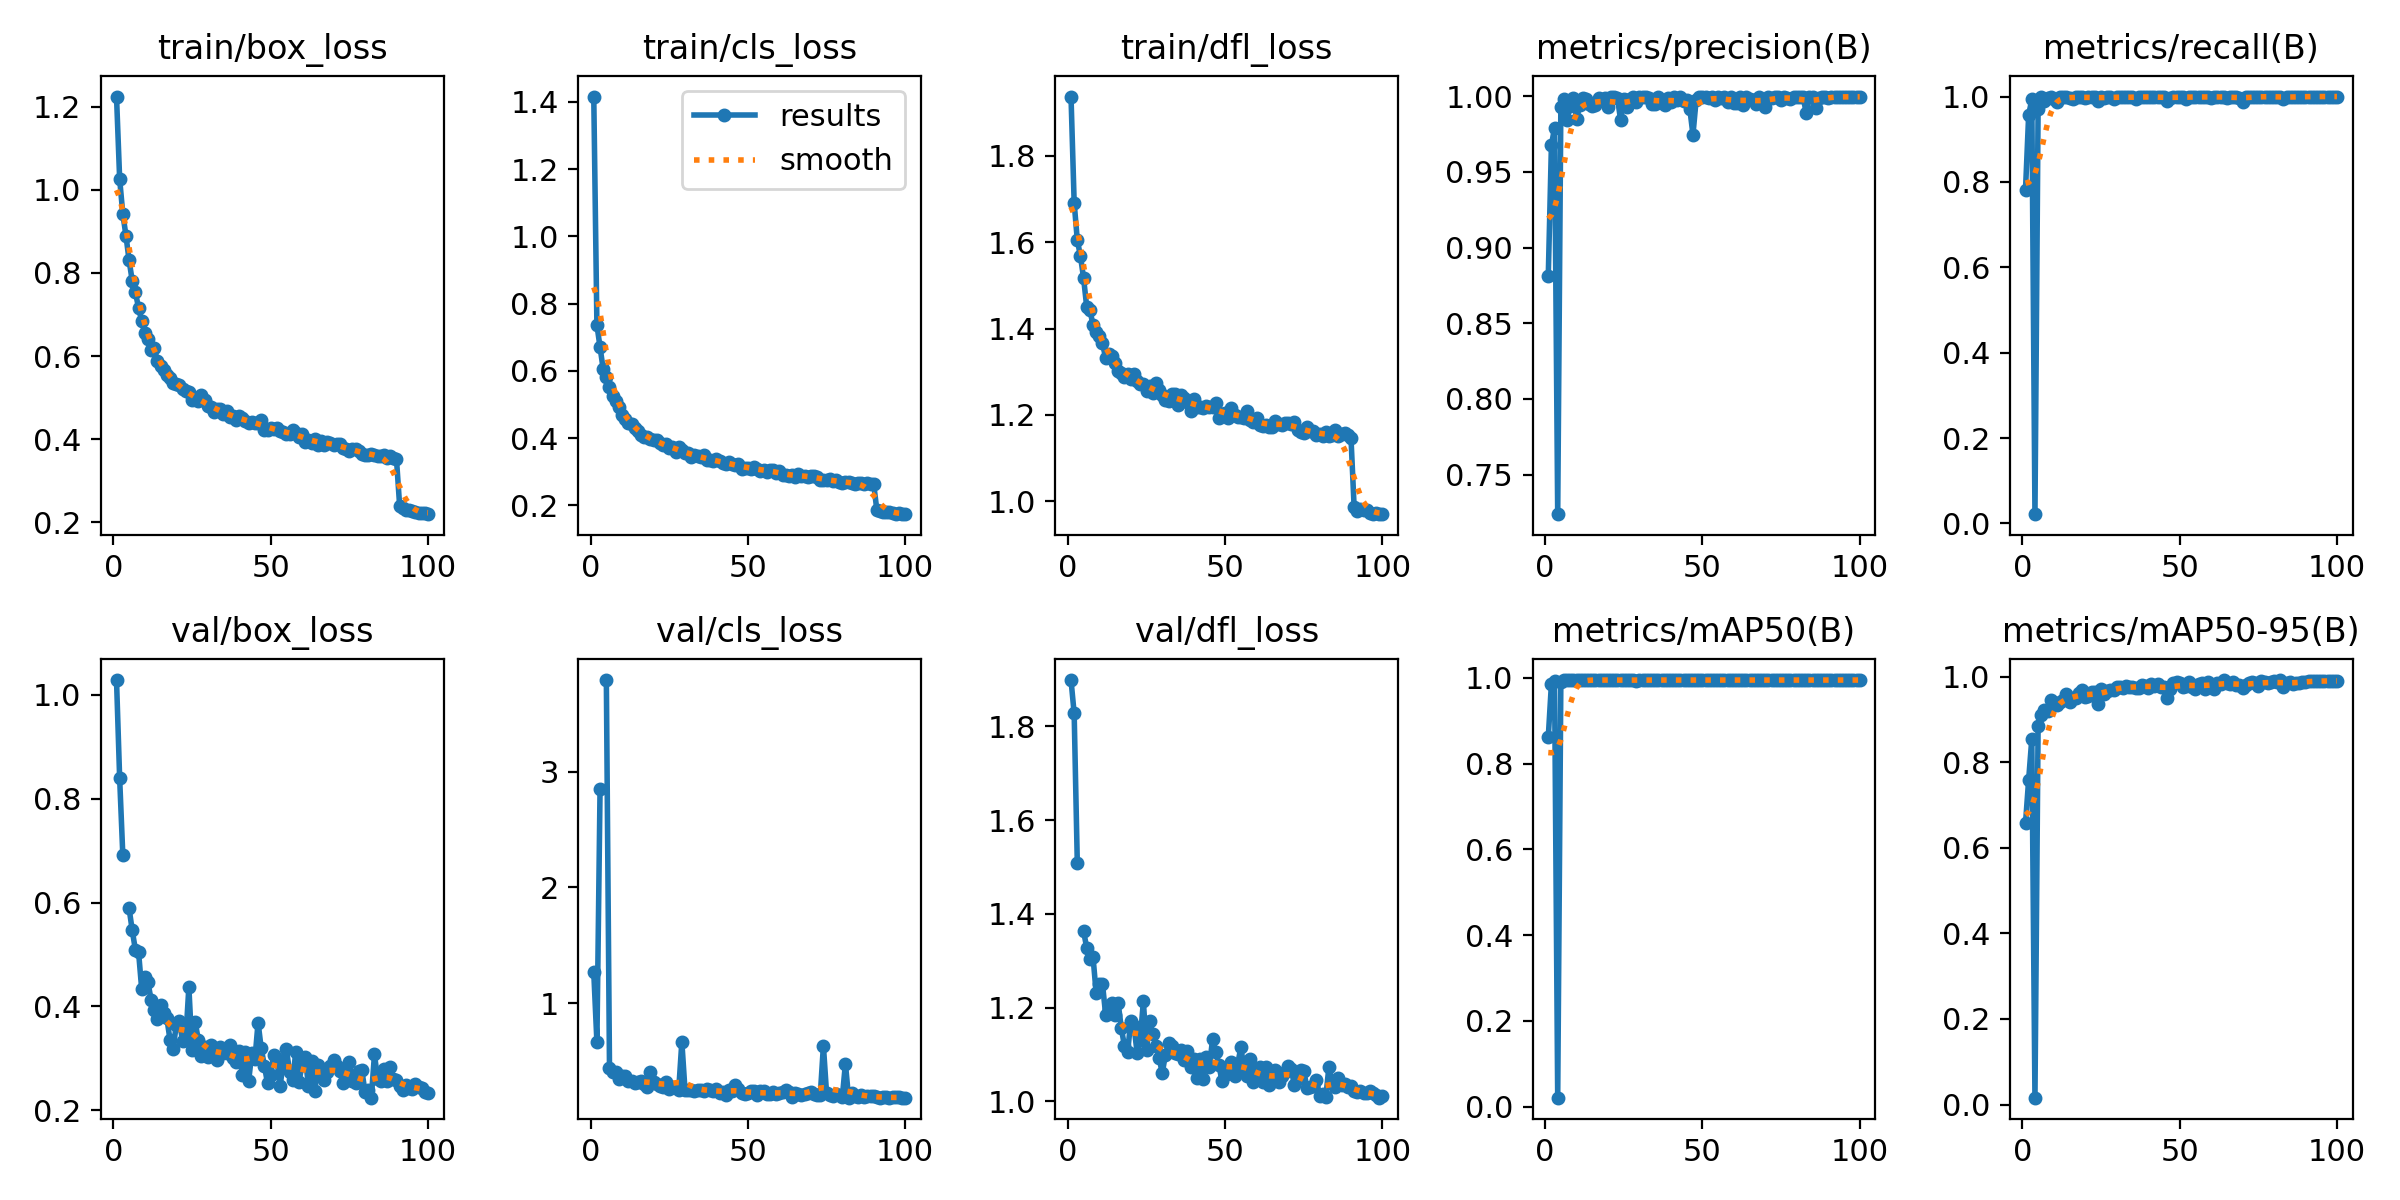 train/box_loss
1.2
1.0
0.8
0.6
0.4
0.2
0 50 100
train/cls_loss
results
smooth
1.4
1.2
1.0
0.8
0.6
0.4
0.2
0 50 100
train/dfl_loss
1.8
1.6
1.4
1.2
1.0
0 50 100
metrics/precision(B)
1.00
0.95
0.90
0.85
0.80
0.75
0 50 100
metrics/recall(B)
1.0
0.8
0.6
0.4
0.2
0.0
0 50 100
val/box_loss
1.0
0.8
0.6
0.4
0.2
0 50 100
val/cls_loss
3
2
1
0 50 100
val/dfl_loss
1.8
1.6
1.4
1.2
1.0
0 50 100
metrics/mAP50(B)
1.0
0.8
0.6
0.4
0.2
0.0
0 50 100
metrics/mAP50-95(B)
1.0
0.8
0.6
0.4
0.2
0.0
0 50 100